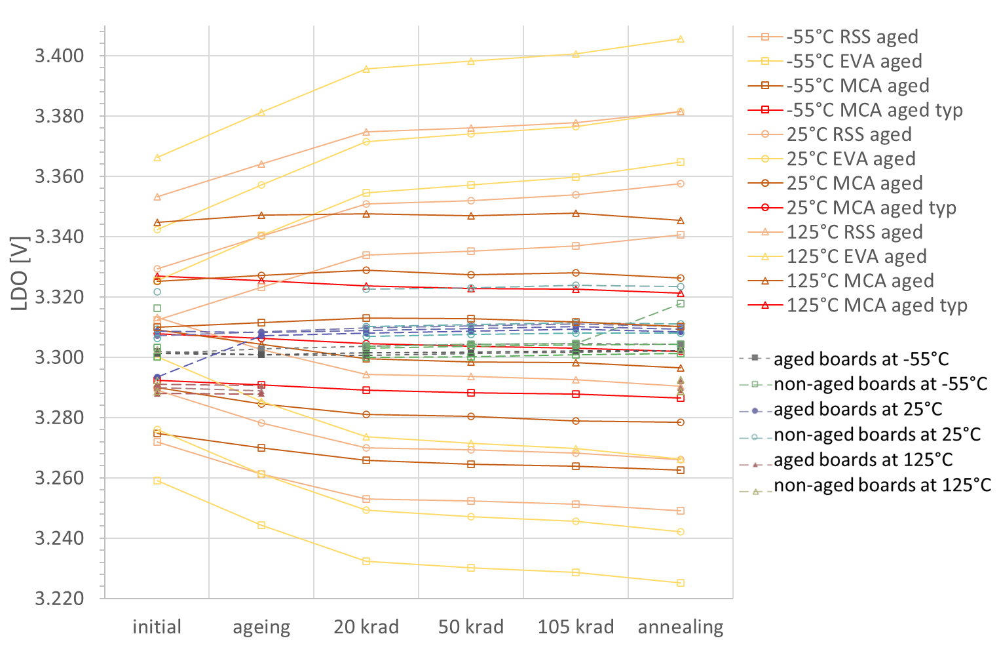 LDO [V]
3.400
3.380
3.360
3.340
3.320
3.300
3.280
3.260
3.240
3.220
initial
ageing
20 krad
50 krad
105 krad
annealing
-55°C RSS aged
-55°C EVA aged
-55°C MCA aged
-55°C MCA aged typ
25°C RSS aged
25°C EVA aged
25°C MCA aged
25°C MCA aged typ
125°C RSS aged
125°C EVA aged
125°C MCA aged
125°C MCA aged typ
aged boards at -55°C
non-aged boards at -55°C
aged boards at 25°C
non-aged boards at 25°C
aged boards at 125°C
non-aged boards at 125°C